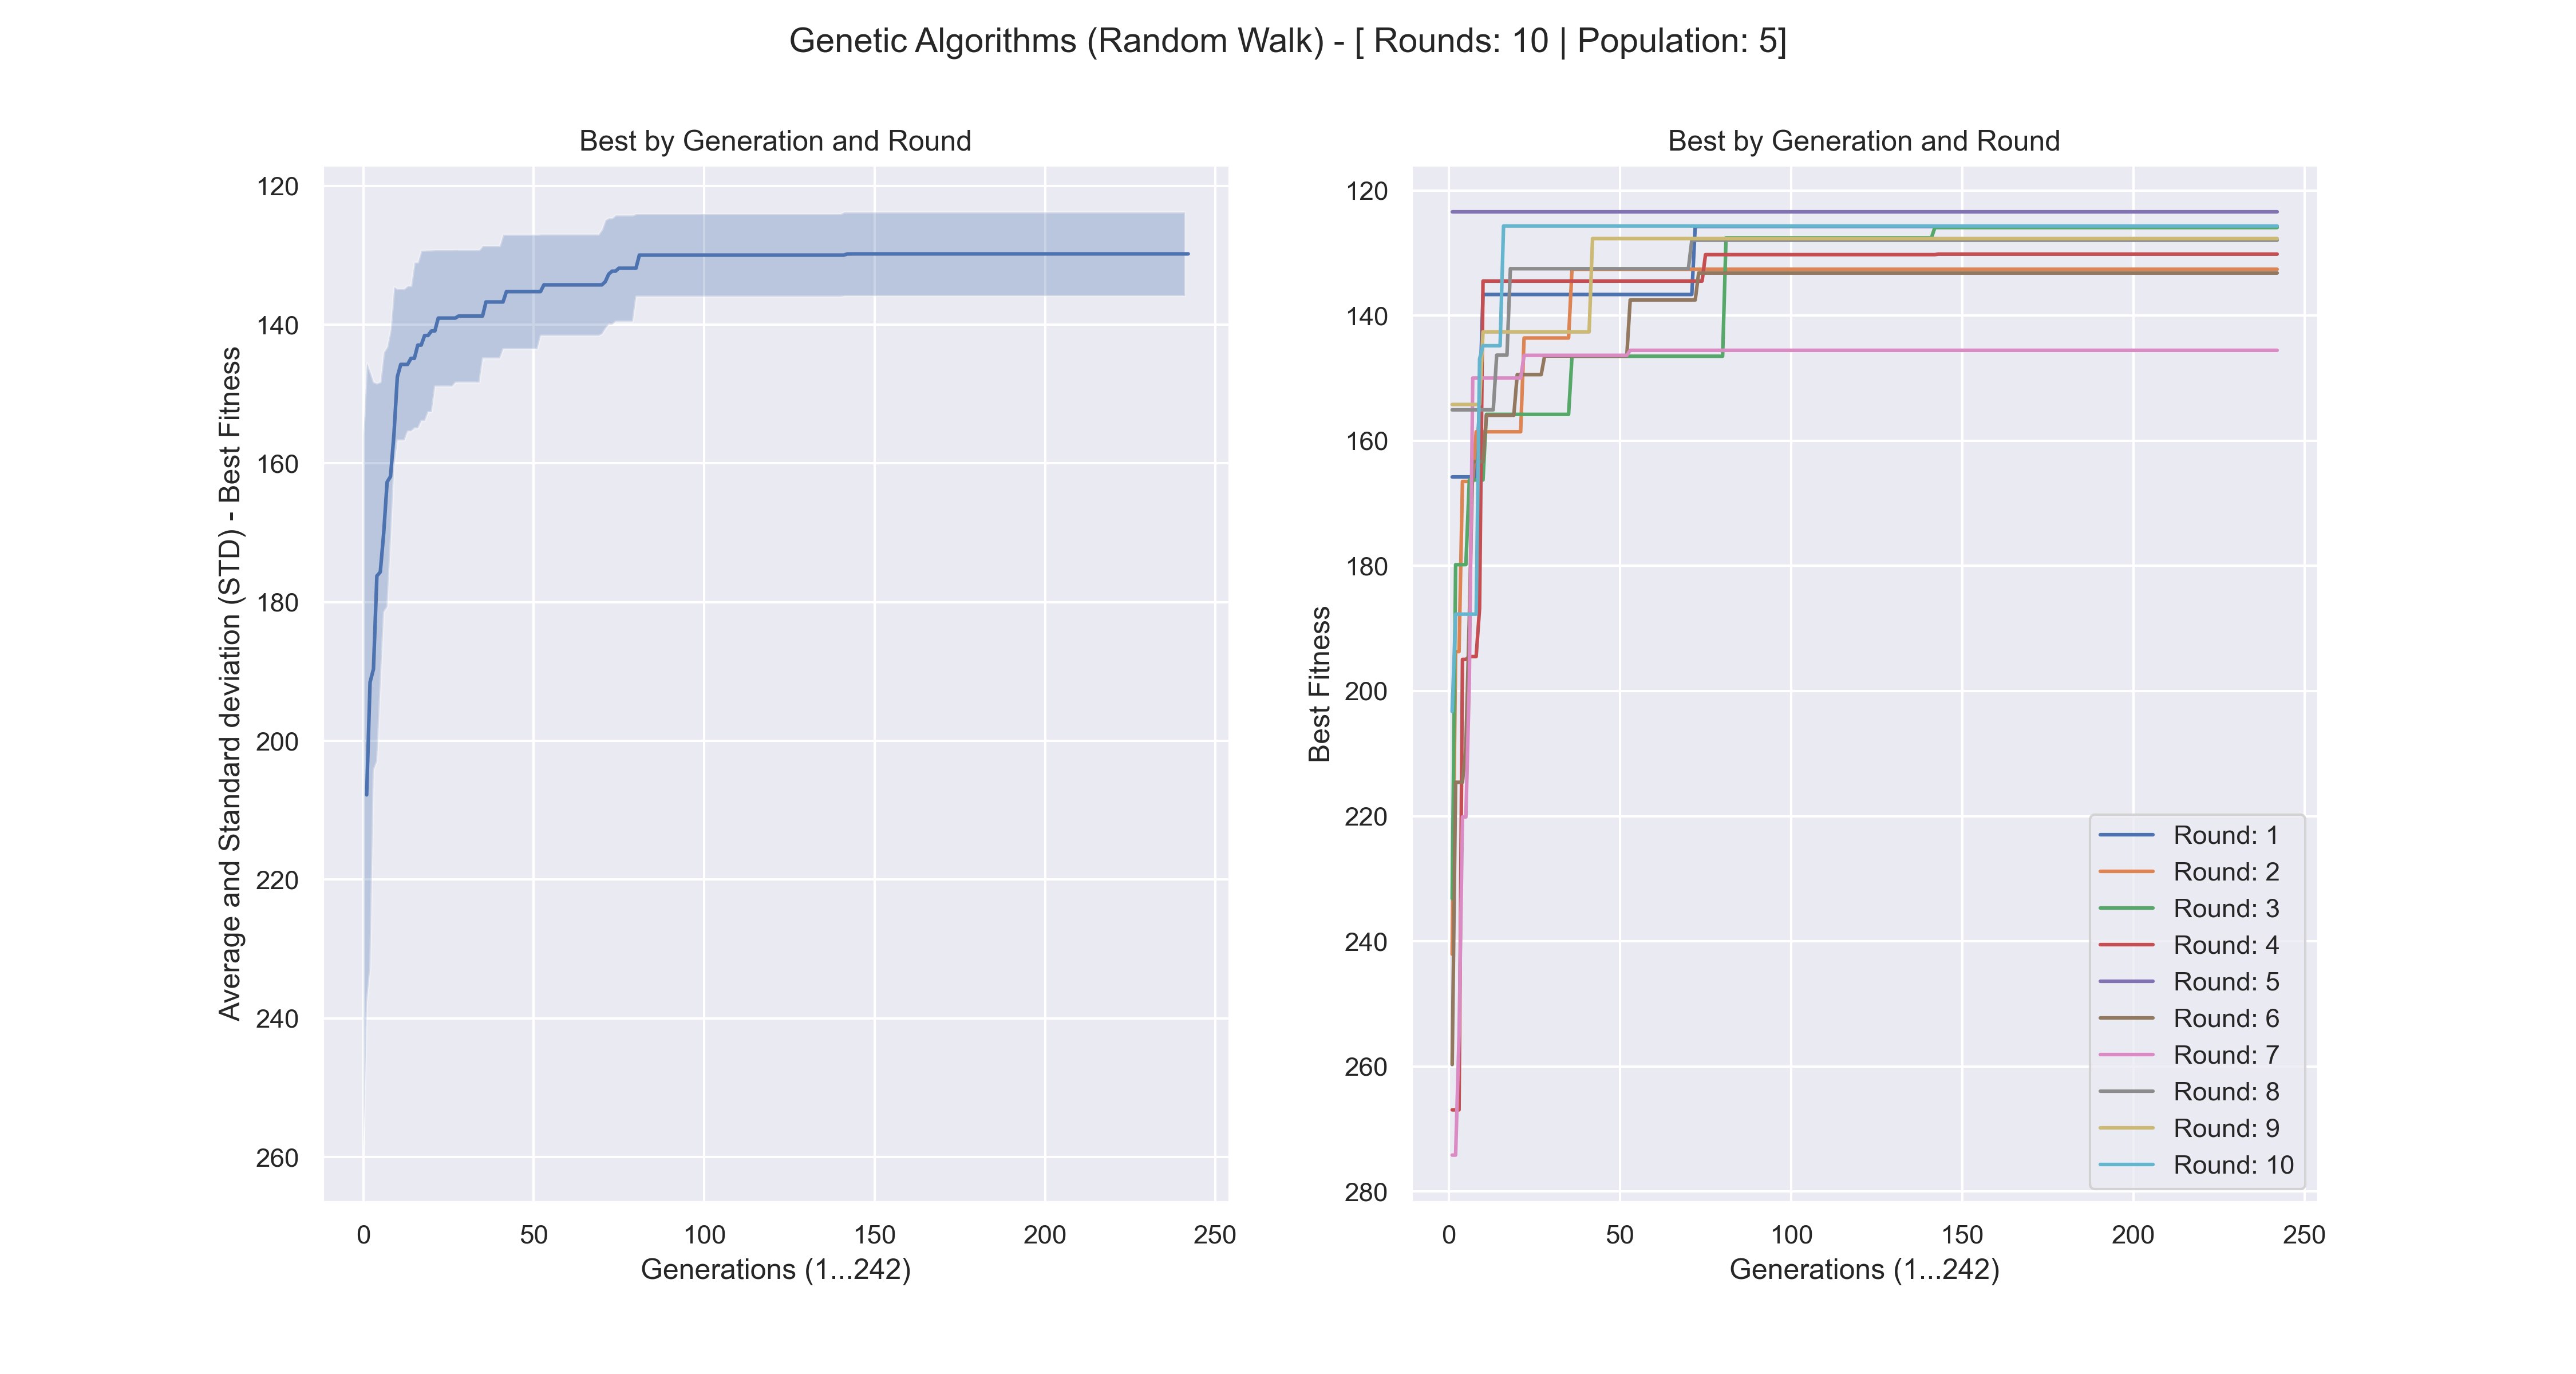 Genetic Algorithms (Random Walk) - [ Rounds: 10 | Population: 5]
Best by Generation and Round
120
140
160
180
200
220
240
260
Average and Standard deviation (STD) - Best Fitness
0 50 100 150 200 250
Generations (1...242)
Best by Generation and Round
120
140
160
180
200
220
240
260
280
Best Fitness
Round: 1
Round: 2
Round: 3
Round: 4
Round: 5
Round: 6
Round: 7
Round: 8
Round: 9
Round: 10
0 50 100 150 200 250
Generations (1...242)